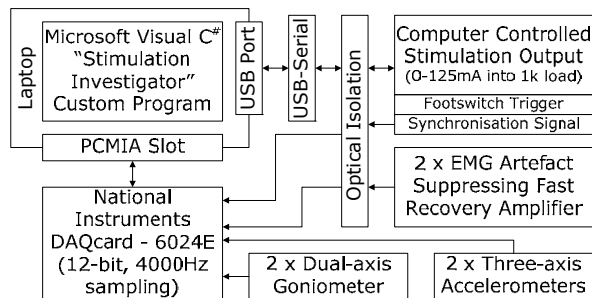 Laptop
Microsoft Visual C#
"Stimulation
Investigator"
Custom Program
USB Port
USB-Serial
Optical Isolation
Computer Controlled
Stimulation Output
(0-125mA into 1k load)
Footswitch Trigger
Synchronisation Signal
PCMIA Slot
National
Instruments
DAQcard - 6024E
(12-bit, 4000Hz
sampling)
2 x EMG Artefact
Suppressing Fast
Recovery Amplifier
2 x Dual-axis
Goniometer
2 x Three-axis
Accelerometers